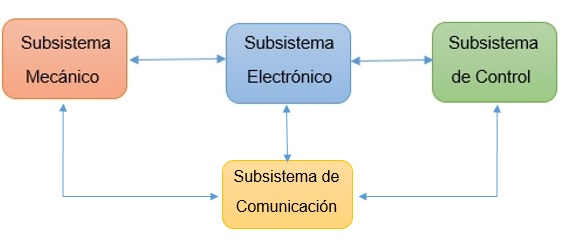 Subsistema
Mecánico
Subsistema
Electrónico
Subsistema
de Control
Subsistema de
Comunicación